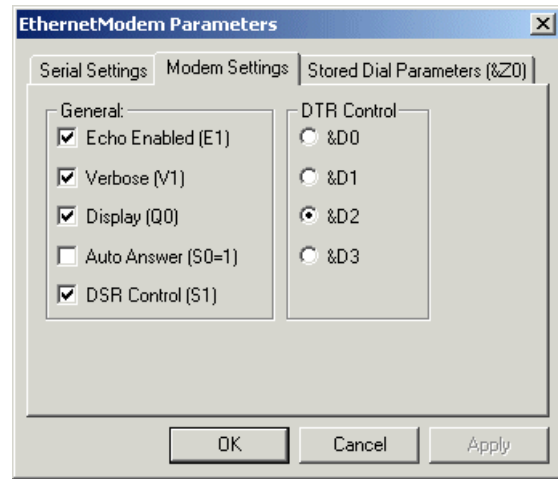 EthernetModem Parameters
Serial Settings Modem Settings Stored Dial Parameters (&Z0)
General: DTR Control
Echo Enabled (E1) &D0
Verbose (V1) &D1
Display (Q0) &D2
Auto Answer (S0=1) &D3
DSR Control (S1)
OK Cancel Apply